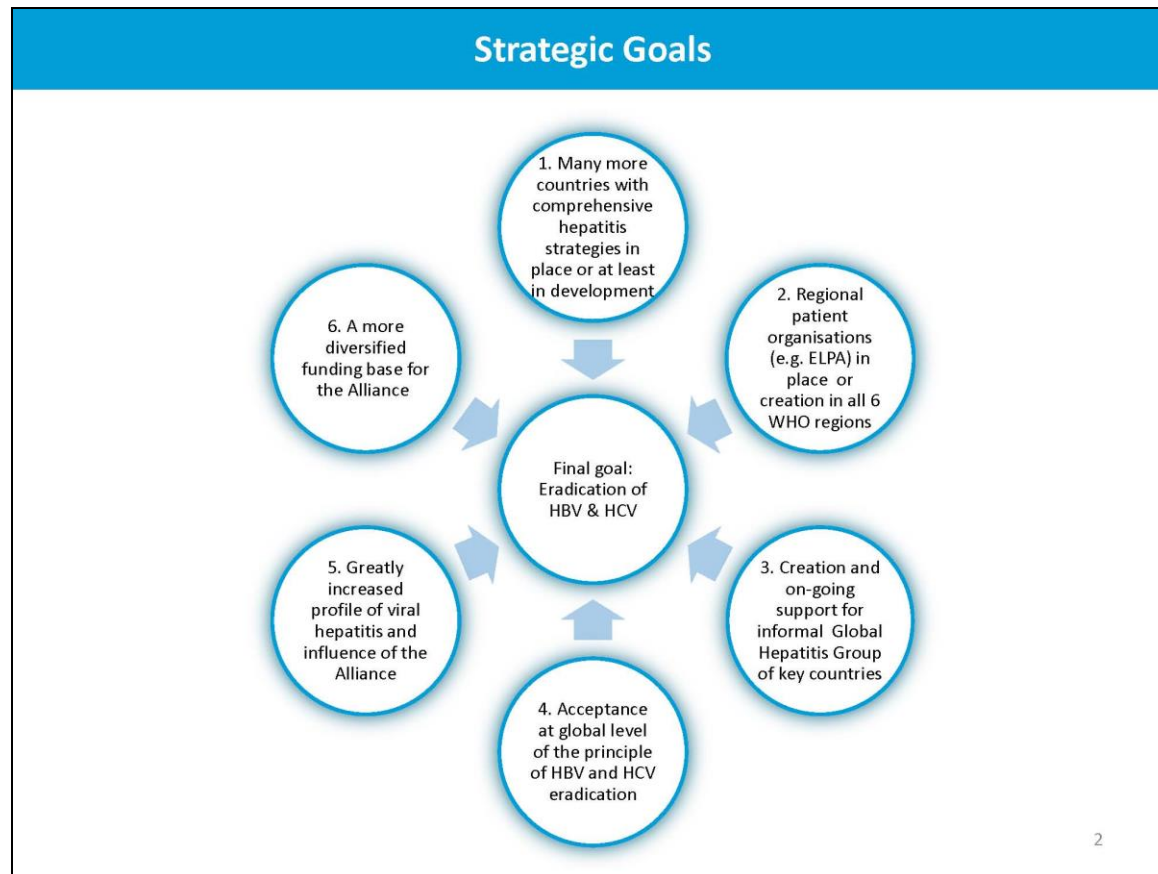 Strategic Goals
1. Many more
countries with
comprehensive
hepatitis
strategies in
place or at least
in development
2. Regional
patient
organisations
(e.g. ELPA) in
place or
creation in all 6
WHO regions
3. Creation and
on-going
support for
informal Global
Hepatitis Group
of key countries
4. Acceptance
at global level
of the principle
of HBV and HCV
eradication
5. Greatly
increased
profile of viral
hepatitis and
influence of the
Alliance
6. A more
diversified
funding base for
the Alliance
Final goal:
Eradication of
HBV & HCV
2